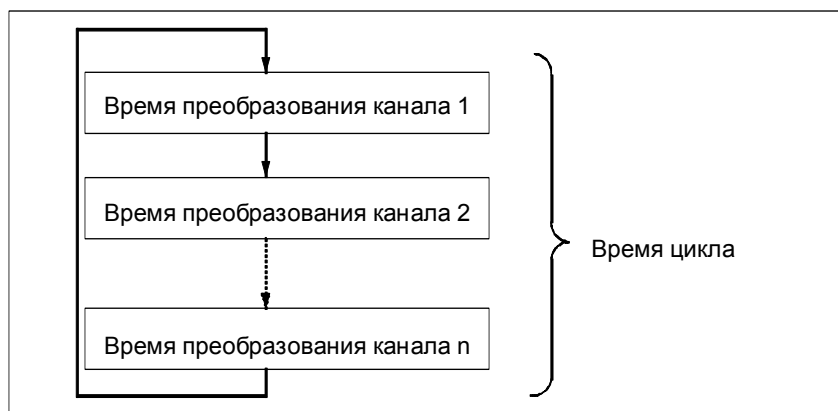 Время преобразования канала 1
Время преобразования канала 2
Время цикла
Время преобразования канала n